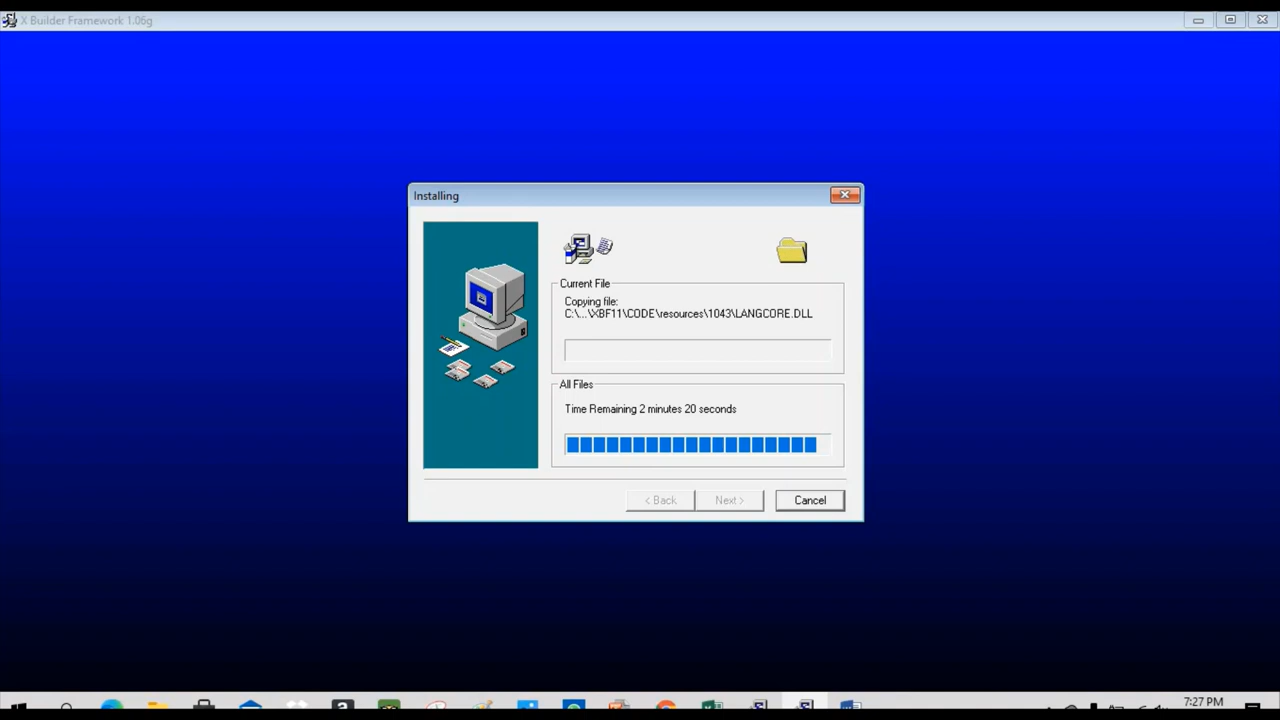 X Builder Framework 1.06g
Installing
Current File
Copying file:
C:\...\XBF11\CODE\resources\1043\LANGCORE.DLL
All Files
Time Remaining 2 minutes 20 seconds
< Back
Next >
Cancel
7:27 PM